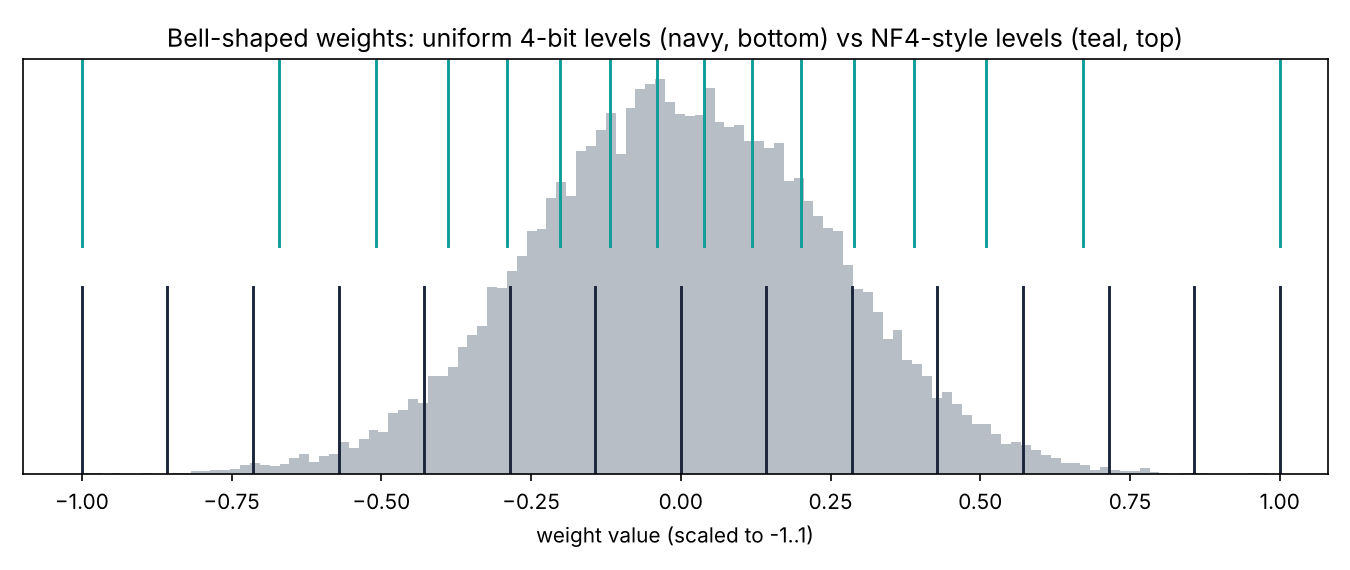 Bell-shaped weights: uniform 4-bit levels (navy, bottom) vs NF4-style levels (teal, top)
−1.00 −0.75 −0.50 −0.25 0.00 0.25 0.50 0.75 1.00
weight value (scaled to -1..1)